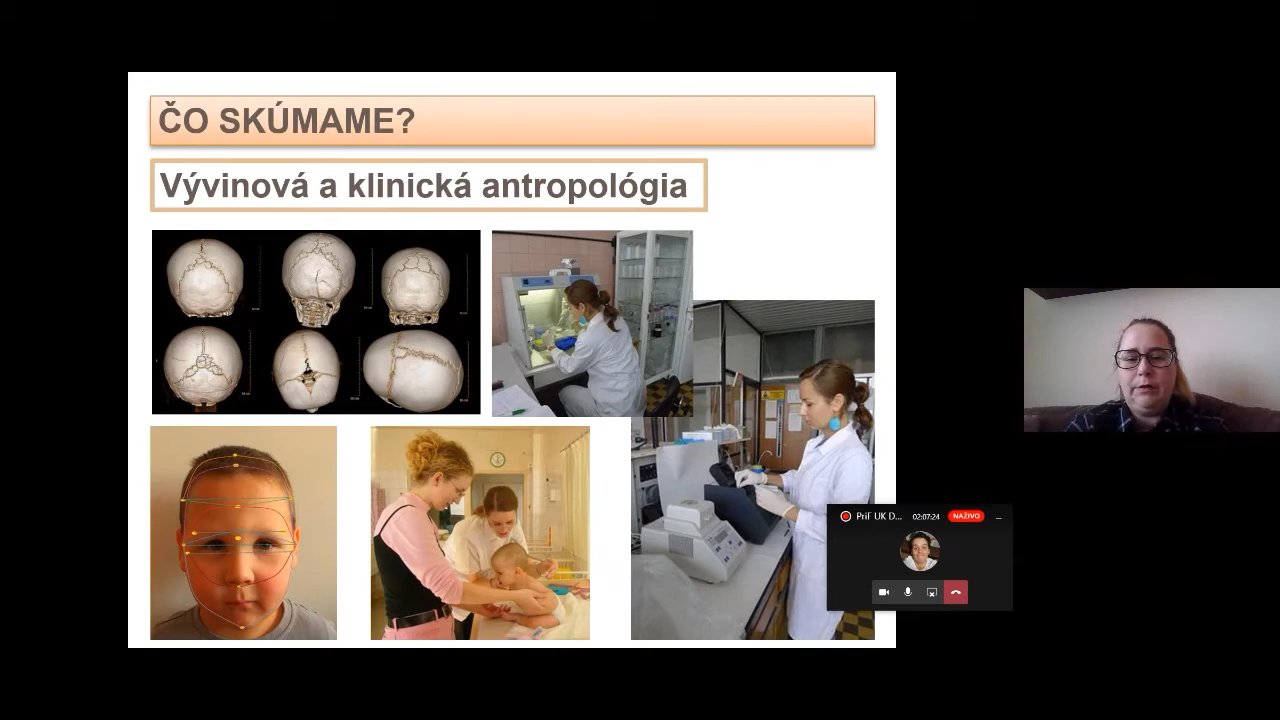 ČO SKÚMAME?
Vývinová a klinická antropológia
PriF UK D...
02:07:24
NAŽIVO